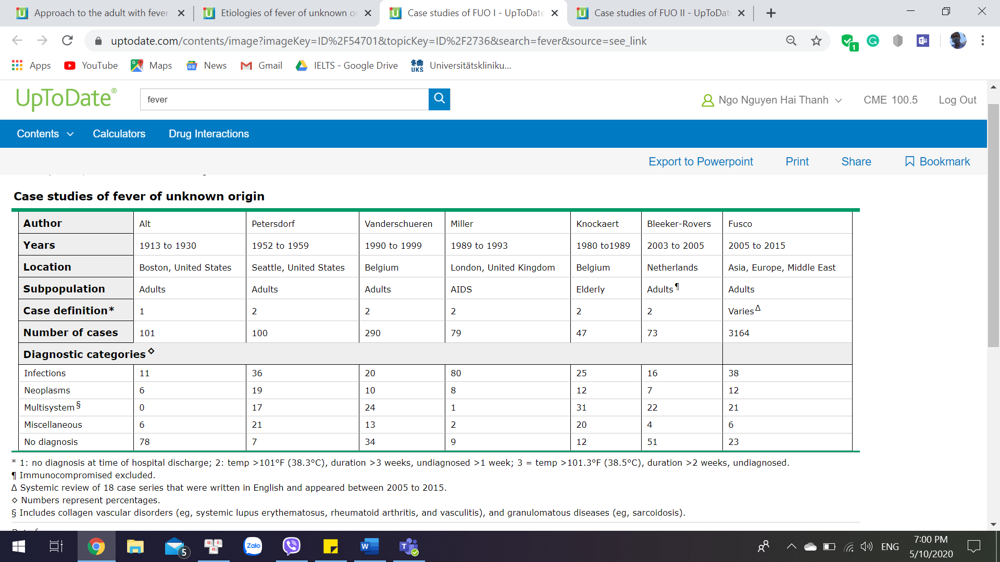 Approach to the adult with fever
Etiologies of fever of unknown or
Case studies of FUO I - UpToDate
Case studies of FUO II - UpToDat
uptodate.com/contents/image?imageKey=ID%2F54701&topicKey=ID%2F2736&search=fever&source=see_link
1
Apps YouTube Maps News Gmail IELTS - Google Drive UKS Universitätskliniku...
UpToDate®
fever
Ngo Nguyen Hai Thanh CME 100.5 Log Out
Contents Calculators Drug Interactions
Export to Powerpoint Print Share Bookmark
Case studies of fever of unknown origin
Author Alt Petersdorf Vanderschueren Miller Knockaert Bleeker-Rovers Fusco
Years 1913 to 1930 1952 to 1959 1990 to 1999 1989 to 1993 1980 to1989 2003 to 2005 2005 to 2015
Location Boston, United States Seattle, United States Belgium London, United Kingdom Belgium Netherlands Asia, Europe, Middle East
Subpopulation Adults Adults Adults AIDS Elderly Adults¶ Adults
Case definition* 1 2 2 2 2 2 VariesΔ
Number of cases 101 100 290 79 47 73 3164
Diagnostic categories◇
Infections 11 36 20 80 25 16 38
Neoplasms 6 19 10 8 12 7 12
Multisystem§ 0 17 24 1 31 22 21
Miscellaneous 6 21 13 2 20 4 6
No diagnosis 78 7 34 9 12 51 23
* 1: no diagnosis at time of hospital discharge; 2: temp >101°F (38.3°C), duration >3 weeks, undiagnosed >1 week; 3 = temp >101.3°F (38.5°C), duration >2 weeks, undiagnosed.
¶ Immunocompromised excluded.
Δ Systemic review of 18 case series that were written in English and appeared between 2005 to 2015.
◇ Numbers represent percentages.
§ Includes collagen vascular disorders (eg, systemic lupus erythematosus, rheumatoid arthritis, and vasculitis), and granulomatous diseases (eg, sarcoidosis).
5
Zalo
ENG
7:00 PM
5/10/2020